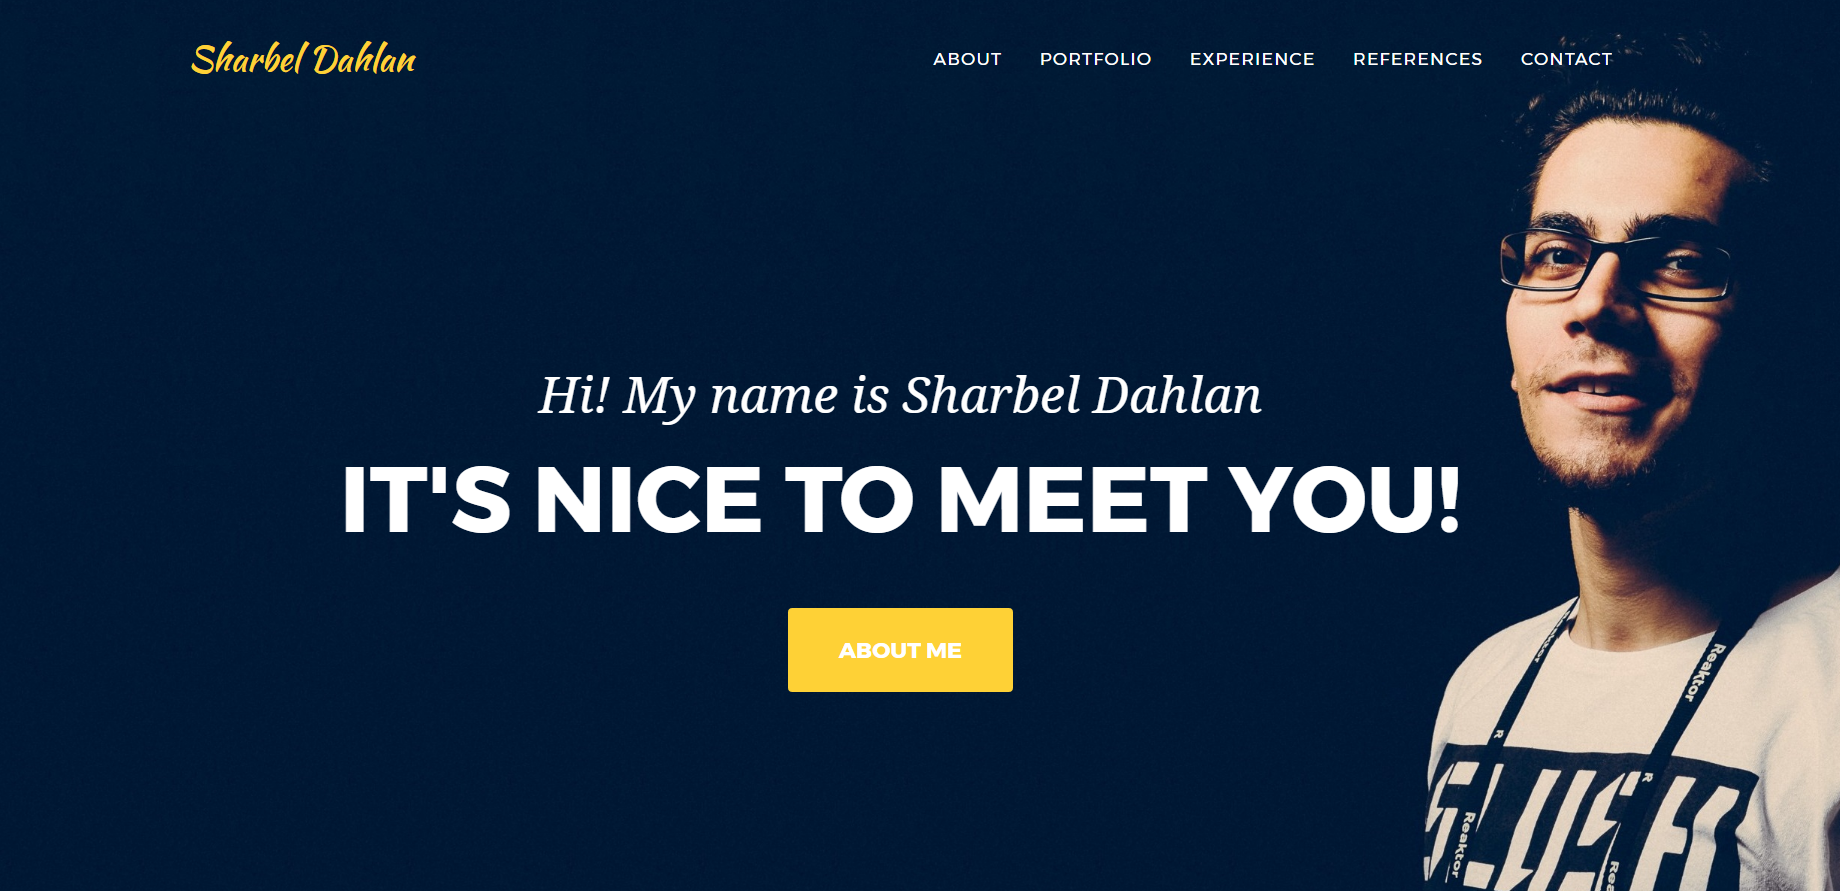 Sharbel Dahlan
ABOUT PORTFOLIO EXPERIENCE REFERENCES CONTACT
Hi! My name is Sharbel Dahlan
IT'S NICE TO MEET YOU!
ABOUT ME
Reaktor
R
R
SLUSH
Reaktor